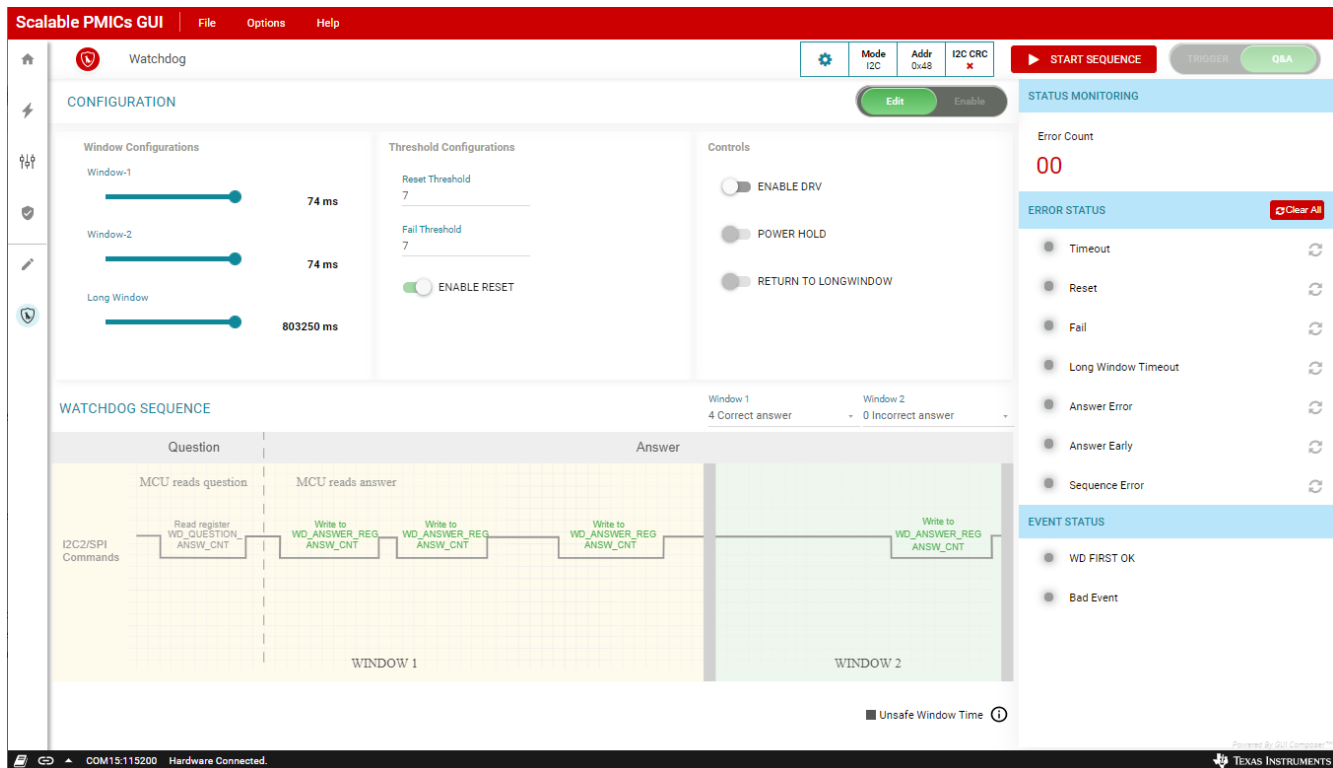 Scalable PMICs GUI File Options Help
Watchdog
Mode
I2C
Addr
0x48
I2C CRC
START SEQUENCE
TRIGGER
Q&A
CONFIGURATION
Edit
Enable
Window Configurations
Window-1
74 ms
Window-2
74 ms
Long Window
803250 ms
Threshold Configurations
Reset Threshold
7
Fail Threshold
7
ENABLE RESET
Controls
ENABLE DRV
POWER HOLD
RETURN TO LONGWINDOW
WATCHDOG SEQUENCE
Window 1
4 Correct answer
Window 2
0 Incorrect answer
Question
Answer
MCU reads question
MCU reads answer
I2C2/SPI
Commands
Read register
WD_QUESTION_
ANSW_CNT
Write to
WD_ANSWER_REG
ANSW_CNT
Write to
WD_ANSWER_REG
ANSW_CNT
Write to
WD_ANSWER_REG
ANSW_CNT
Write to
WD_ANSWER_REG
ANSW_CNT
WINDOW 1
WINDOW 2
Unsafe Window Time
STATUS MONITORING
Error Count
00
ERROR STATUS
Clear All
Timeout
Reset
Fail
Long Window Timeout
Answer Error
Answer Early
Sequence Error
EVENT STATUS
WD FIRST OK
Bad Event
Powered By GUI Composer™
COM15:115200 Hardware Connected.
TEXAS INSTRUMENTS